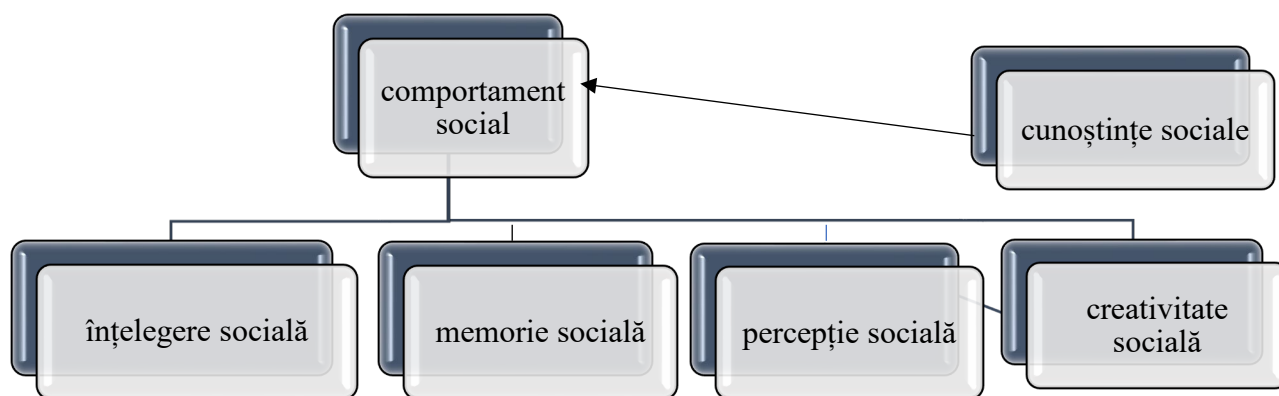 comportament
social
cunoștințe sociale
înțelegere socială
memorie socială
percepție socială
creativitate
socială